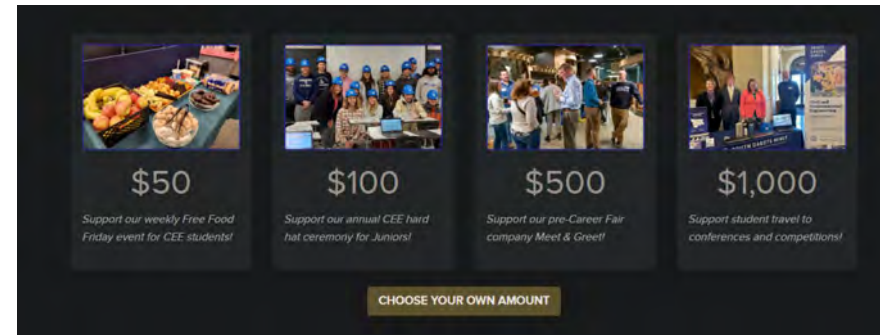 $50
Support our weekly Free Food
Friday event for CEE students!
$100
Support our annual CEE hard
hat ceremony for Juniors!
$500
Support our pre-Career Fair
company Meet & Greet!
$1,000
Support student travel to
conferences and competitions!
CHOOSE YOUR OWN AMOUNT